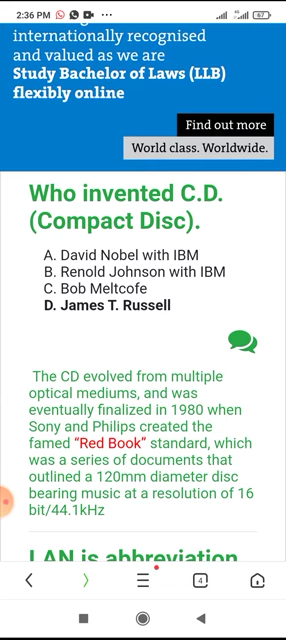 2:36 PM
4G
67
internationally recognised
and valued as we are
Study Bachelor of Laws (LLB)
flexibly online
Find out more
World class. Worldwide.
Who invented C.D.
(Compact Disc).
A. David Nobel with IBM
B. Renold Johnson with IBM
C. Bob Meltcofe
D. James T. Russell
The CD evolved from multiple
optical mediums, and was
eventually finalized in 1980 when
Sony and Philips created the
famed “Red Book” standard, which
was a series of documents that
outlined a 120mm diameter disc
bearing music at a resolution of 16
bit/44.1kHz
LAN is abbreviation
4